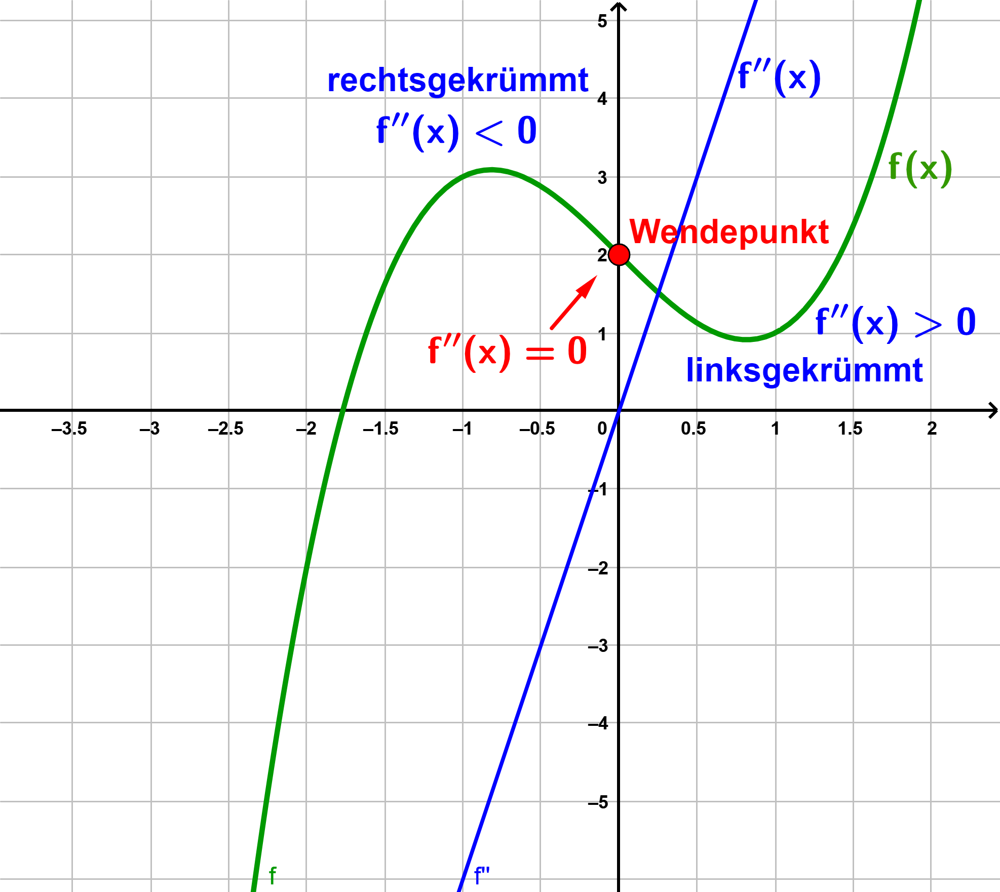 5
rechtsgekrümmt
f″(x)
4
f″(x) < 0
f(x)
3
Wendepunkt
2
f″(x) > 0
1
f″(x) = 0
linksgekrümmt
–3.5 –3 –2.5 –2 –1.5 –1 –0.5 0 0.5 1 1.5 2
–1
–2
–3
–4
–5
f f"